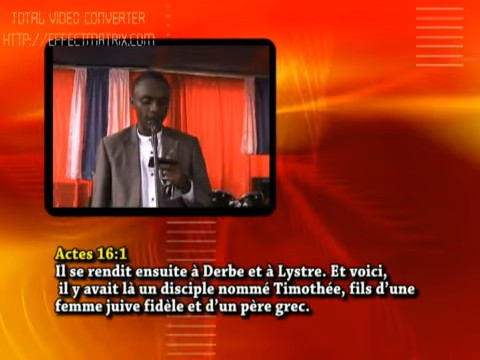 TOTAL VIDEO CONVERTER
HTTP://EFFECTMATRIX.COM
Actes 16:1
Il se rendit ensuite à Derbe et à Lystre. Et voici,
il y avait là un disciple nommé Timothée, fils d'une
femme juive fidèle et d'un père grec.